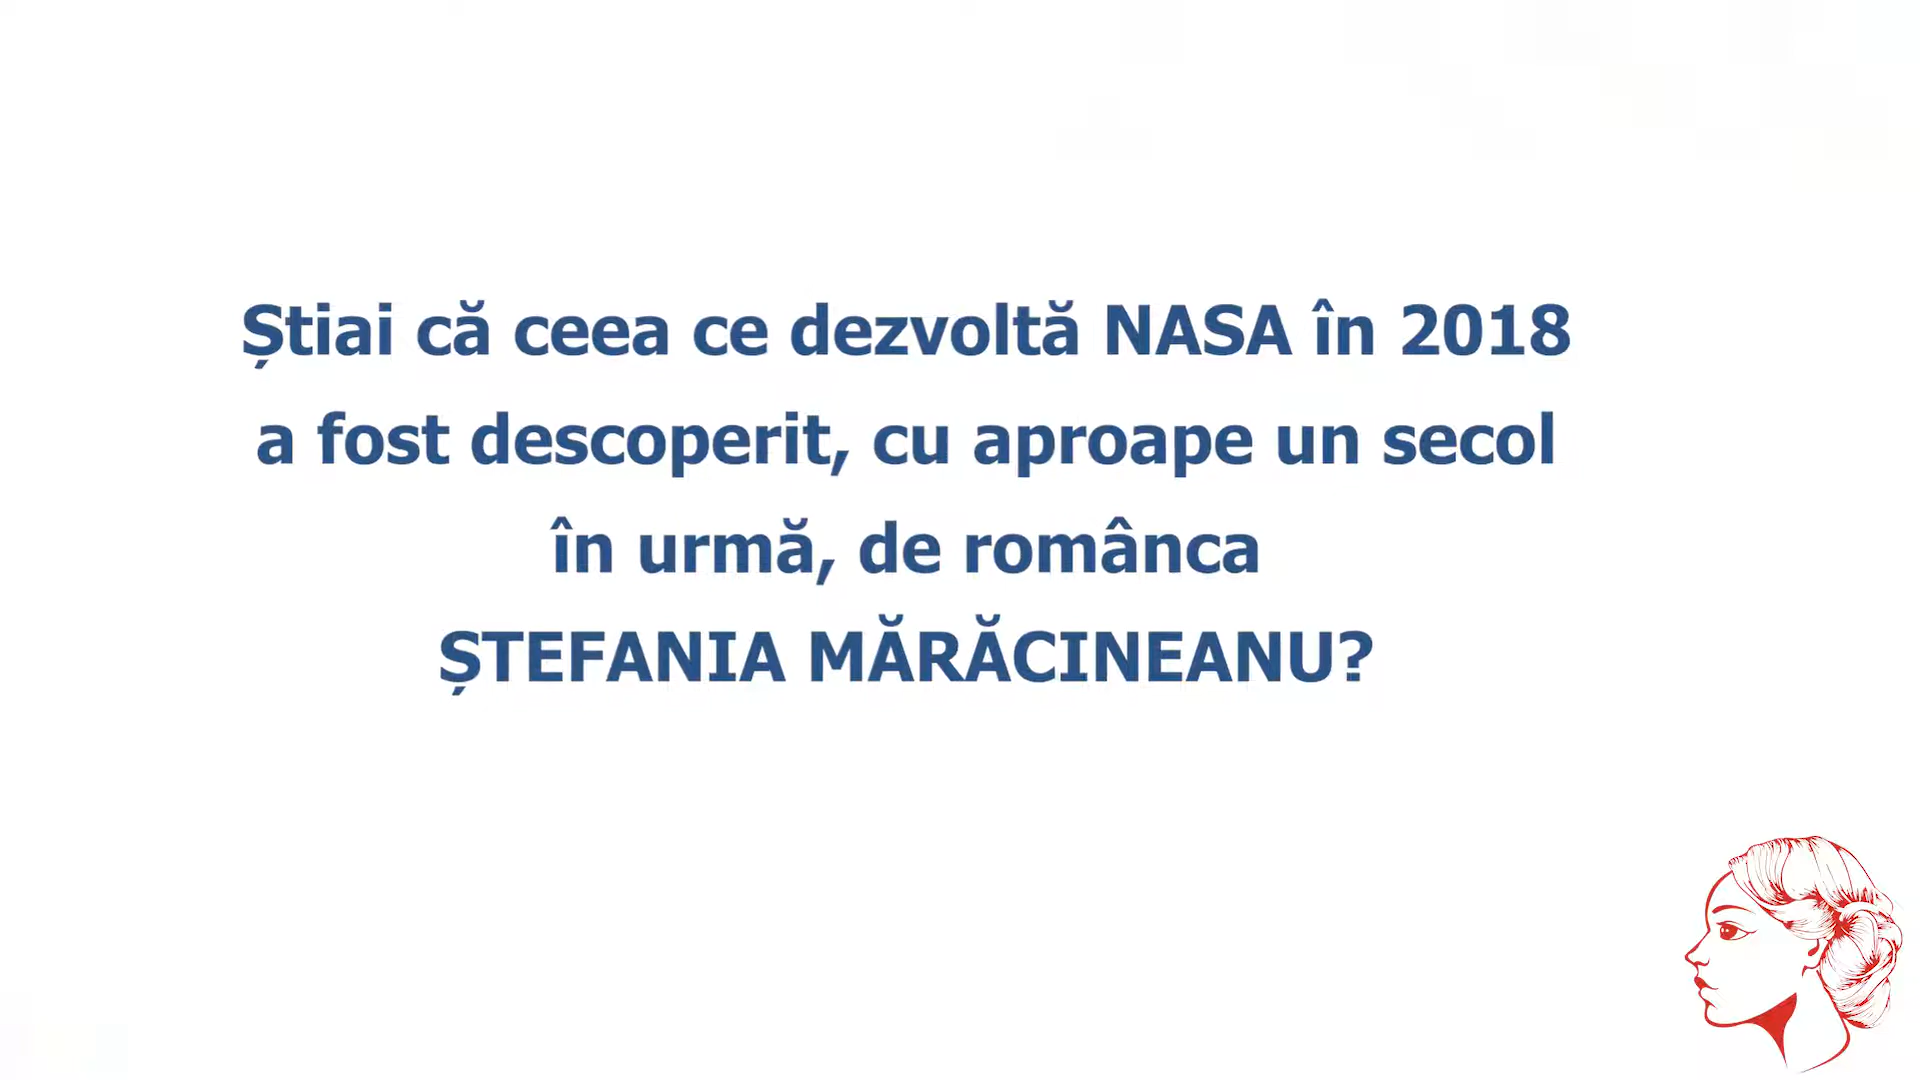 Știai că ceea ce dezvoltă NASA în 2018
a fost descoperit, cu aproape un secol
în urmă, de românca
ȘTEFANIA MĂRĂCINEANU?